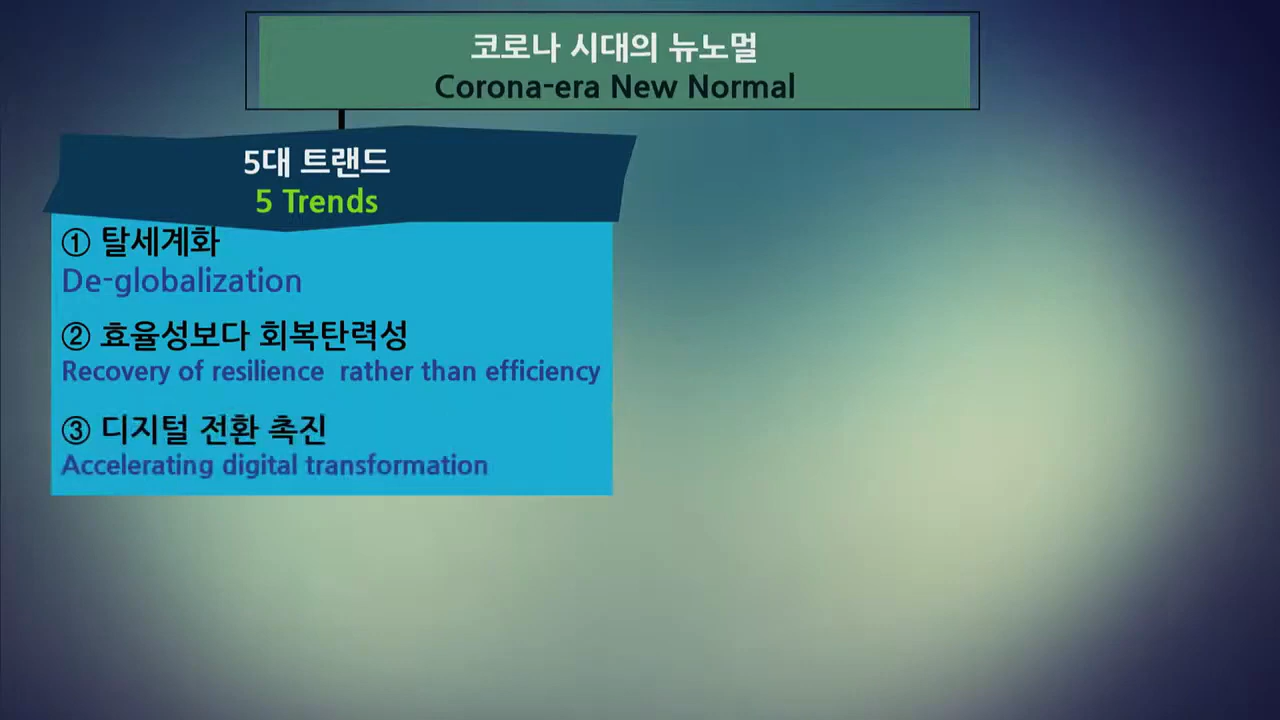 코로나 시대의 뉴노멀
Corona-era New Normal
5대 트랜드
5 Trends
① 탈세계화
De-globalization
② 효율성보다 회복탄력성
Recovery of resilience rather than efficiency
③ 디지털 전환 촉진
Accelerating digital transformation